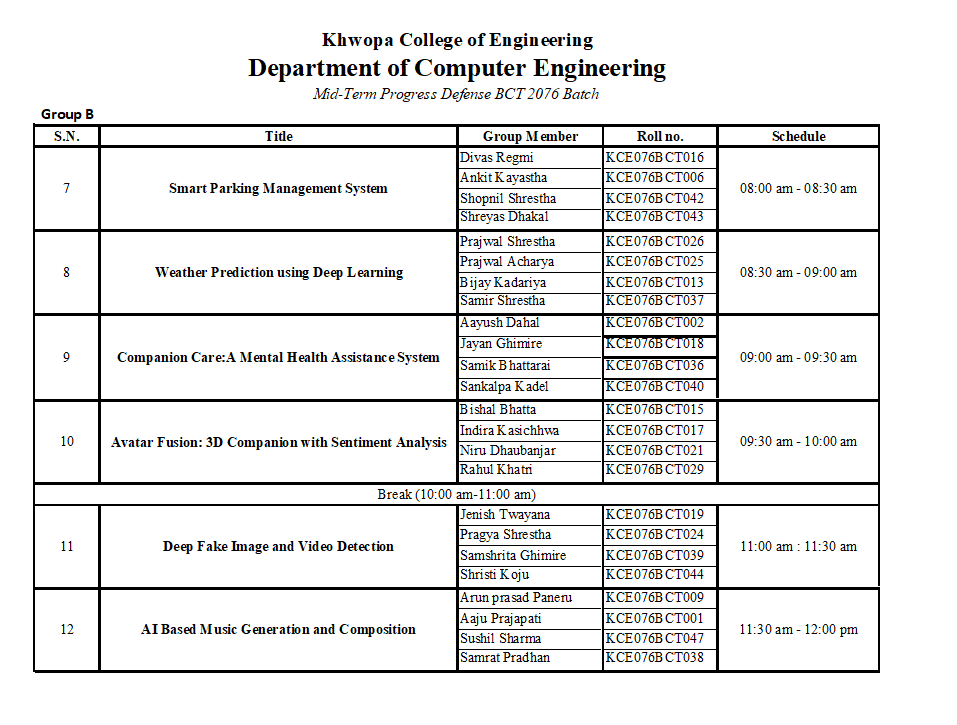 Khwopa College of Engineering
Department of Computer Engineering
Mid-Term Progress Defense BCT 2076 Batch
Group B
S.N. Title Group Member Roll no. Schedule
7 Smart Parking Management System 08:00 am - 08:30 am
Divas Regmi KCE076BCT016
Ankit Kayastha KCE076BCT006
Shopnil Shrestha KCE076BCT042
Shreyas Dhakal KCE076BCT043
8 Weather Prediction using Deep Learning 08:30 am - 09:00 am
Prajwal Shrestha KCE076BCT026
Prajwal Acharya KCE076BCT025
Bijay Kadariya KCE076BCT013
Samir Shrestha KCE076BCT037
9 Companion Care:A Mental Health Assistance System 09:00 am - 09:30 am
Aayush Dahal KCE076BCT002
Jayan Ghimire KCE076BCT018
Samik Bhattarai KCE076BCT036
Sankalpa Kadel KCE076BCT040
10 Avatar Fusion: 3D Companion with Sentiment Analysis 09:30 am - 10:00 am
Bishal Bhatta KCE076BCT015
Indira Kasichhwa KCE076BCT017
Niru Dhaubanjar KCE076BCT021
Rahul Khatri KCE076BCT029
Break (10:00 am-11:00 am)
11 Deep Fake Image and Video Detection 11:00 am : 11:30 am
Jenish Twayana KCE076BCT019
Pragya Shrestha KCE076BCT024
Samshrita Ghimire KCE076BCT039
Shristi Koju KCE076BCT044
12 AI Based Music Generation and Composition 11:30 am - 12:00 pm
Arun prasad Paneru KCE076BCT009
Aaju Prajapati KCE076BCT001
Sushil Sharma KCE076BCT047
Samrat Pradhan KCE076BCT038